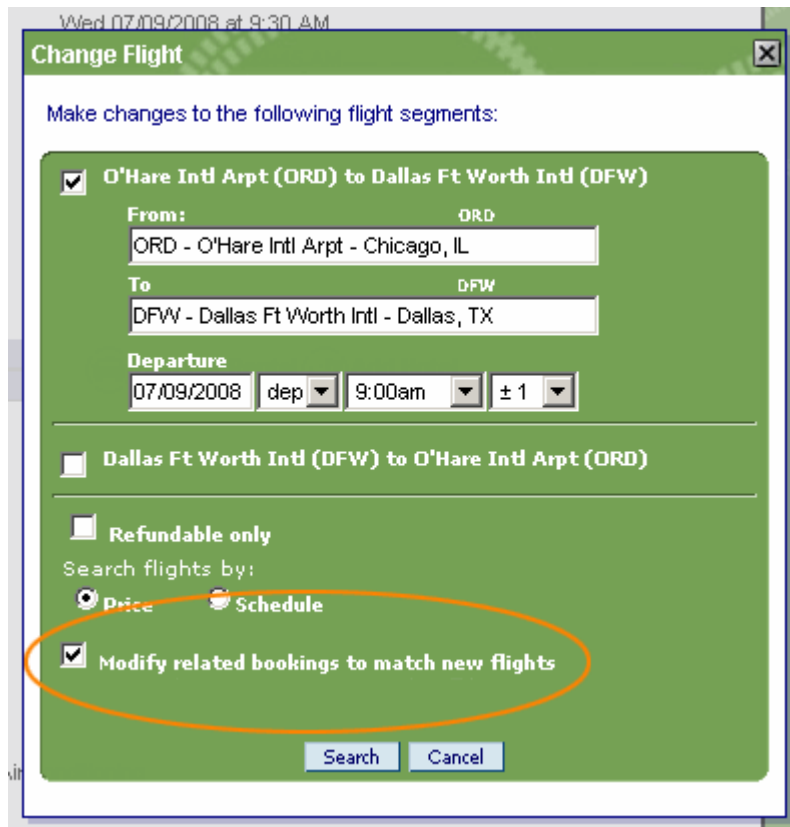 Wed 07/09/2008 at 9:30 AM
Change Flight
Make changes to the following flight segments:
O'Hare Intl Arpt (ORD) to Dallas Ft Worth Intl (DFW)
From: ORD
ORD - O'Hare Intl Arpt - Chicago, IL
To DFW
DFW - Dallas Ft Worth Intl - Dallas, TX
Departure
07/09/2008 dep 9:00am ± 1
Dallas Ft Worth Intl (DFW) to O'Hare Intl Arpt (ORD)
Refundable only
Search flights by:
Price Schedule
Modify related bookings to match new flights
Search Cancel